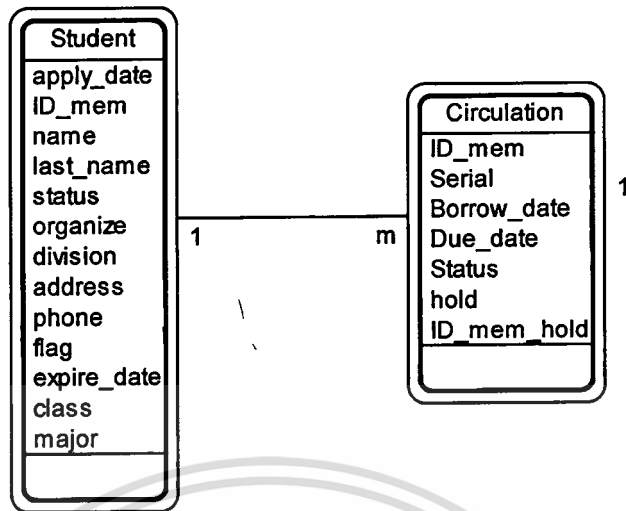 Student
apply_date
ID_mem
name
last_name
status
organize
division
address
phone
flag
expire_date
class
major
1
m
Circulation
ID_mem
Serial
Borrow_date
Due_date
Status
hold
ID_mem_hold
1